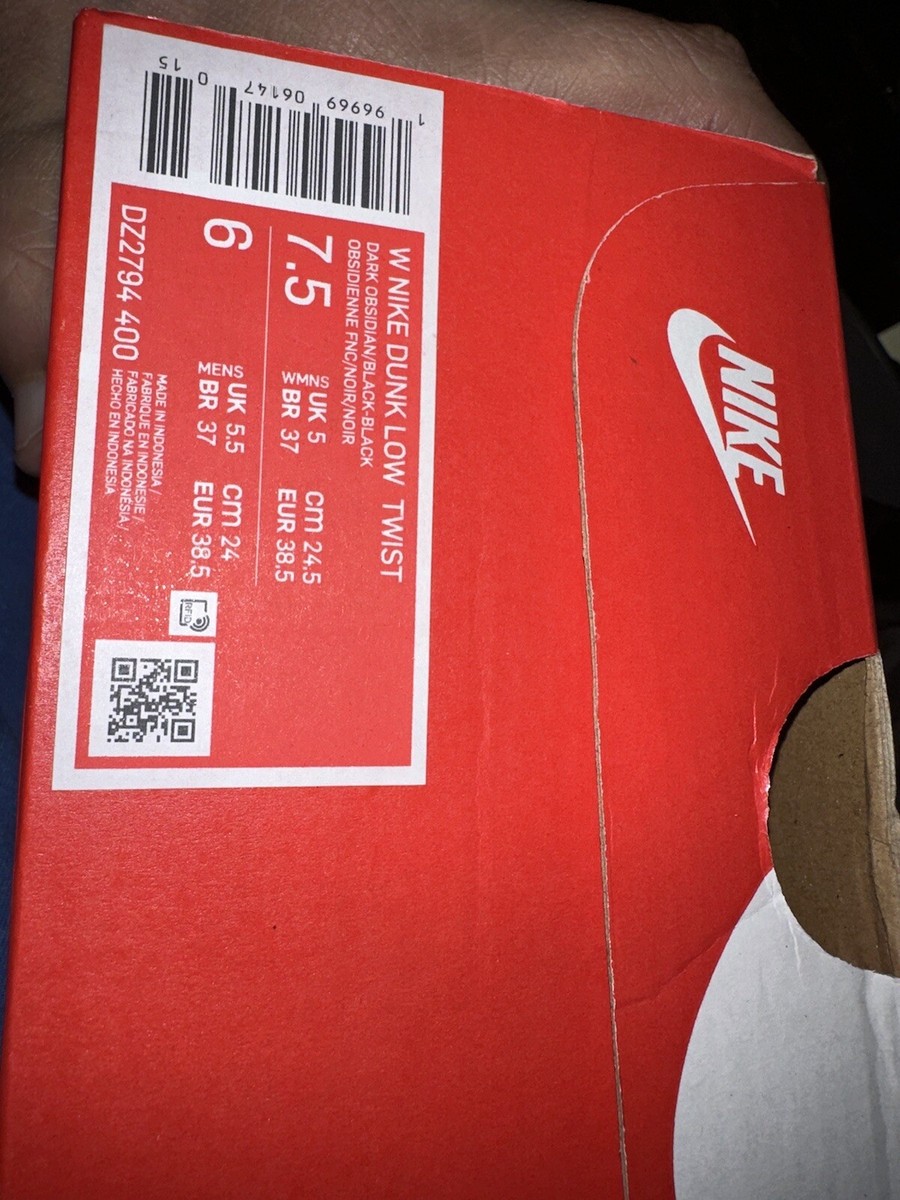 1 96969 06147 0 15
W NIKE DUNK LOW TWIST
DARK OBSIDIAN/BLACK-BLACK
OBSIDIENNE FNC/NOIR/NOIR
7.5 WMNS UK 5 cm 24.5
BR 37 EUR 38.5
6 MENS UK 5.5 cm 24
BR 37 EUR 38.5
DZ2794 400
MADE IN INDONESIA /
FABRIQUE EN INDONESIE /
FABRICADO NA INDONÉSIA /
HECHO EN INDONESIA
RFID
NIKE